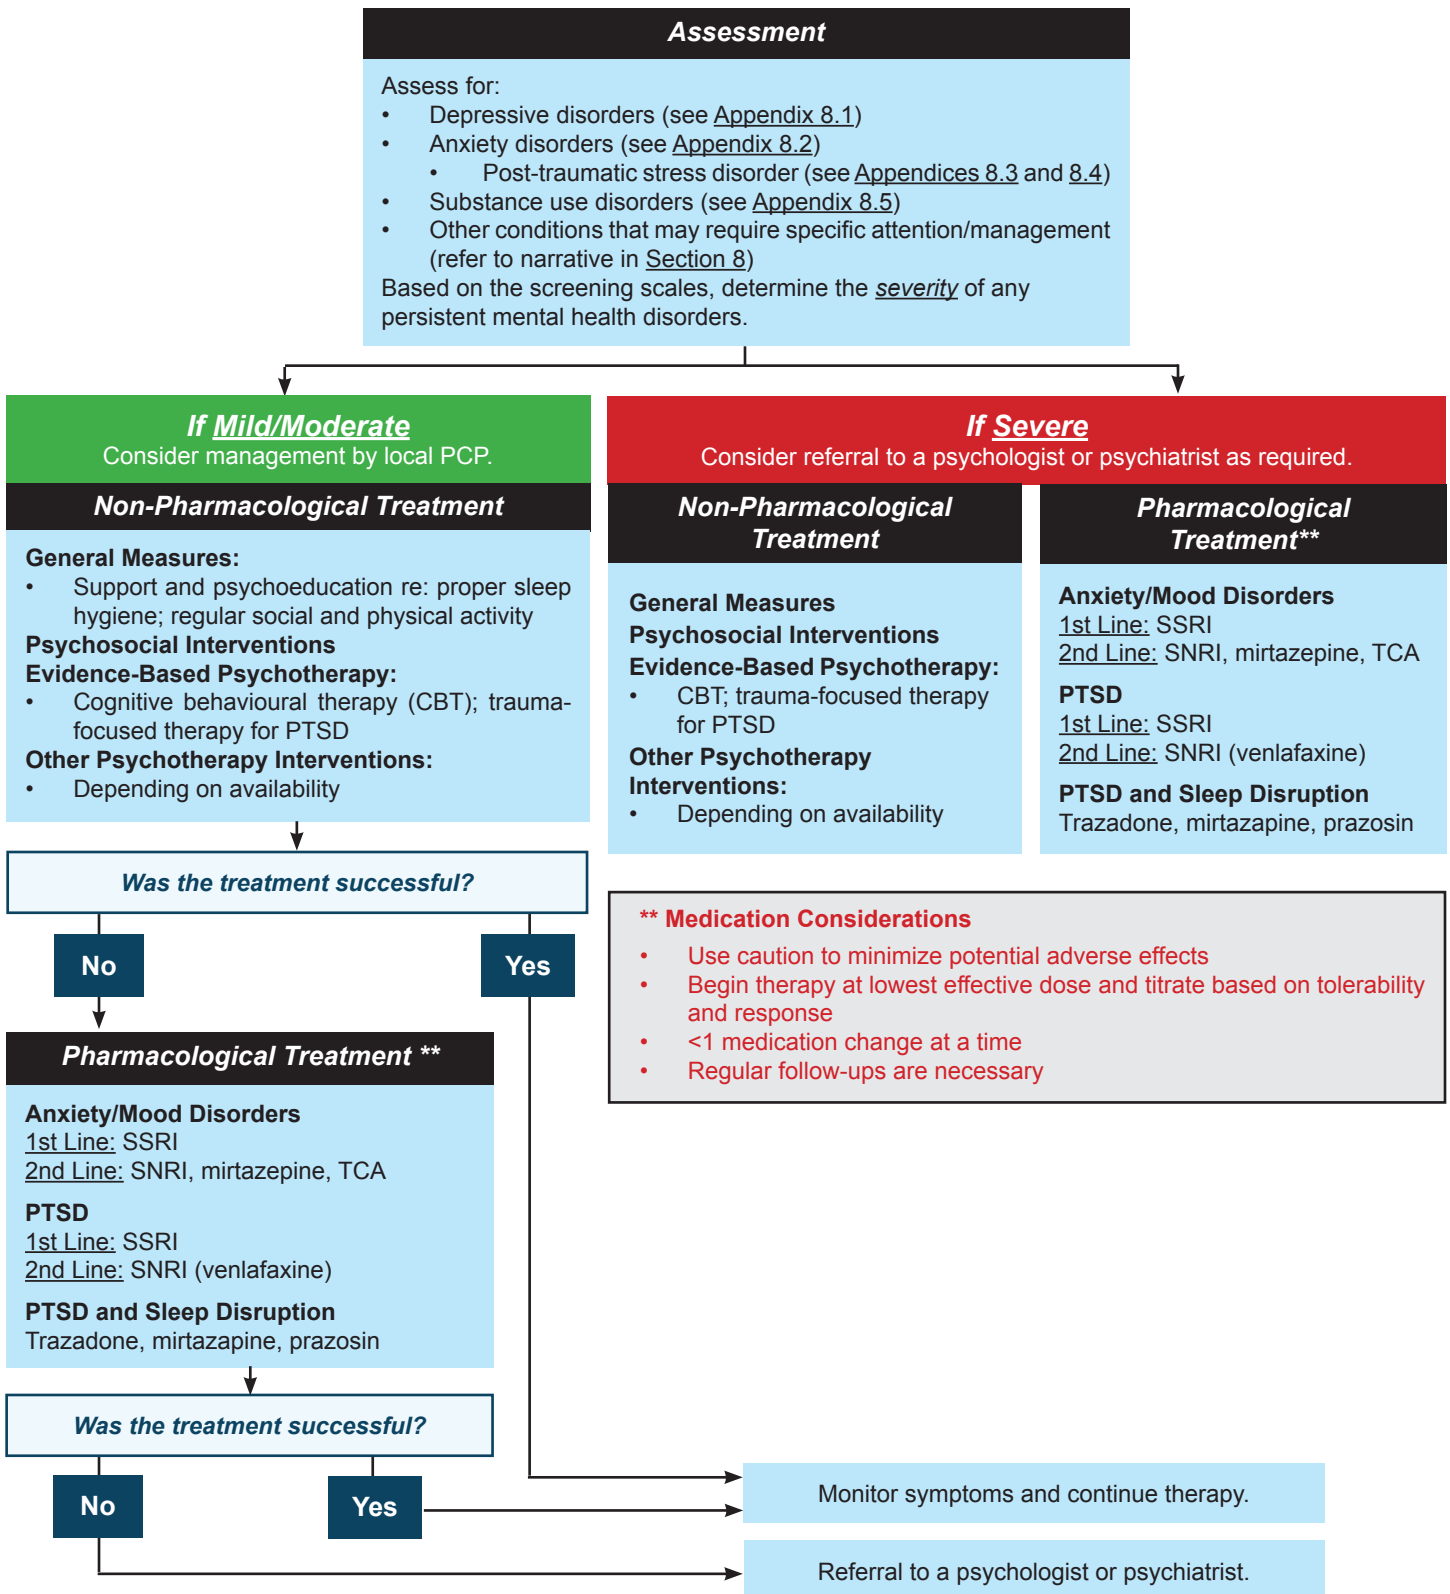 Assessment
Assess for:
• Depressive disorders (see Appendix 8.1)
• Anxiety disorders (see Appendix 8.2)
• Post-traumatic stress disorder (see Appendices 8.3 and 8.4)
• Substance use disorders (see Appendix 8.5)
• Other conditions that may require specific attention/management
(refer to narrative in Section 8)
Based on the screening scales, determine the severity of any
persistent mental health disorders.
If Mild/Moderate
Consider management by local PCP.
Non-Pharmacological Treatment
General Measures:
• Support and psychoeducation re: proper sleep
hygiene; regular social and physical activity
Psychosocial Interventions
Evidence-Based Psychotherapy:
• Cognitive behavioural therapy (CBT); trauma-
focused therapy for PTSD
Other Psychotherapy Interventions:
• Depending on availability
If Severe
Consider referral to a psychologist or psychiatrist as required.
Non-Pharmacological
Treatment
General Measures
Psychosocial Interventions
Evidence-Based Psychotherapy:
• CBT; trauma-focused therapy
for PTSD
Other Psychotherapy
Interventions:
• Depending on availability
Pharmacological
Treatment**
Anxiety/Mood Disorders
1st Line: SSRI
2nd Line: SNRI, mirtazepine, TCA
PTSD
1st Line: SSRI
2nd Line: SNRI (venlafaxine)
PTSD and Sleep Disruption
Trazadone, mirtazapine, prazosin
Was the treatment successful?
No
Yes
** Medication Considerations
• Use caution to minimize potential adverse effects
• Begin therapy at lowest effective dose and titrate based on tolerability
and response
• <1 medication change at a time
• Regular follow-ups are necessary
Pharmacological Treatment **
Anxiety/Mood Disorders
1st Line: SSRI
2nd Line: SNRI, mirtazepine, TCA
PTSD
1st Line: SSRI
2nd Line: SNRI (venlafaxine)
PTSD and Sleep Disruption
Trazadone, mirtazapine, prazosin
Was the treatment successful?
No
Yes
Monitor symptoms and continue therapy.
Referral to a psychologist or psychiatrist.